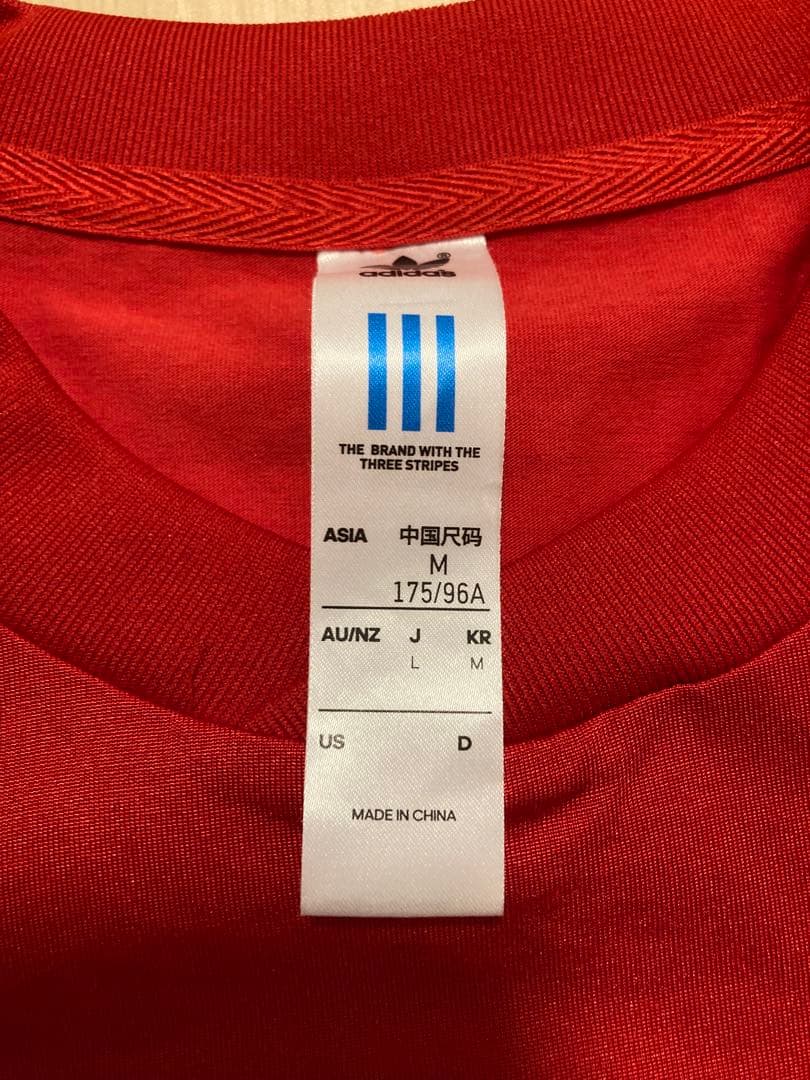 adidas®
THE BRAND WITH THE
THREE STRIPES
ASIA 中国尺码
M
175/96A
AU/NZ J KR
L M
US D
MADE IN CHINA